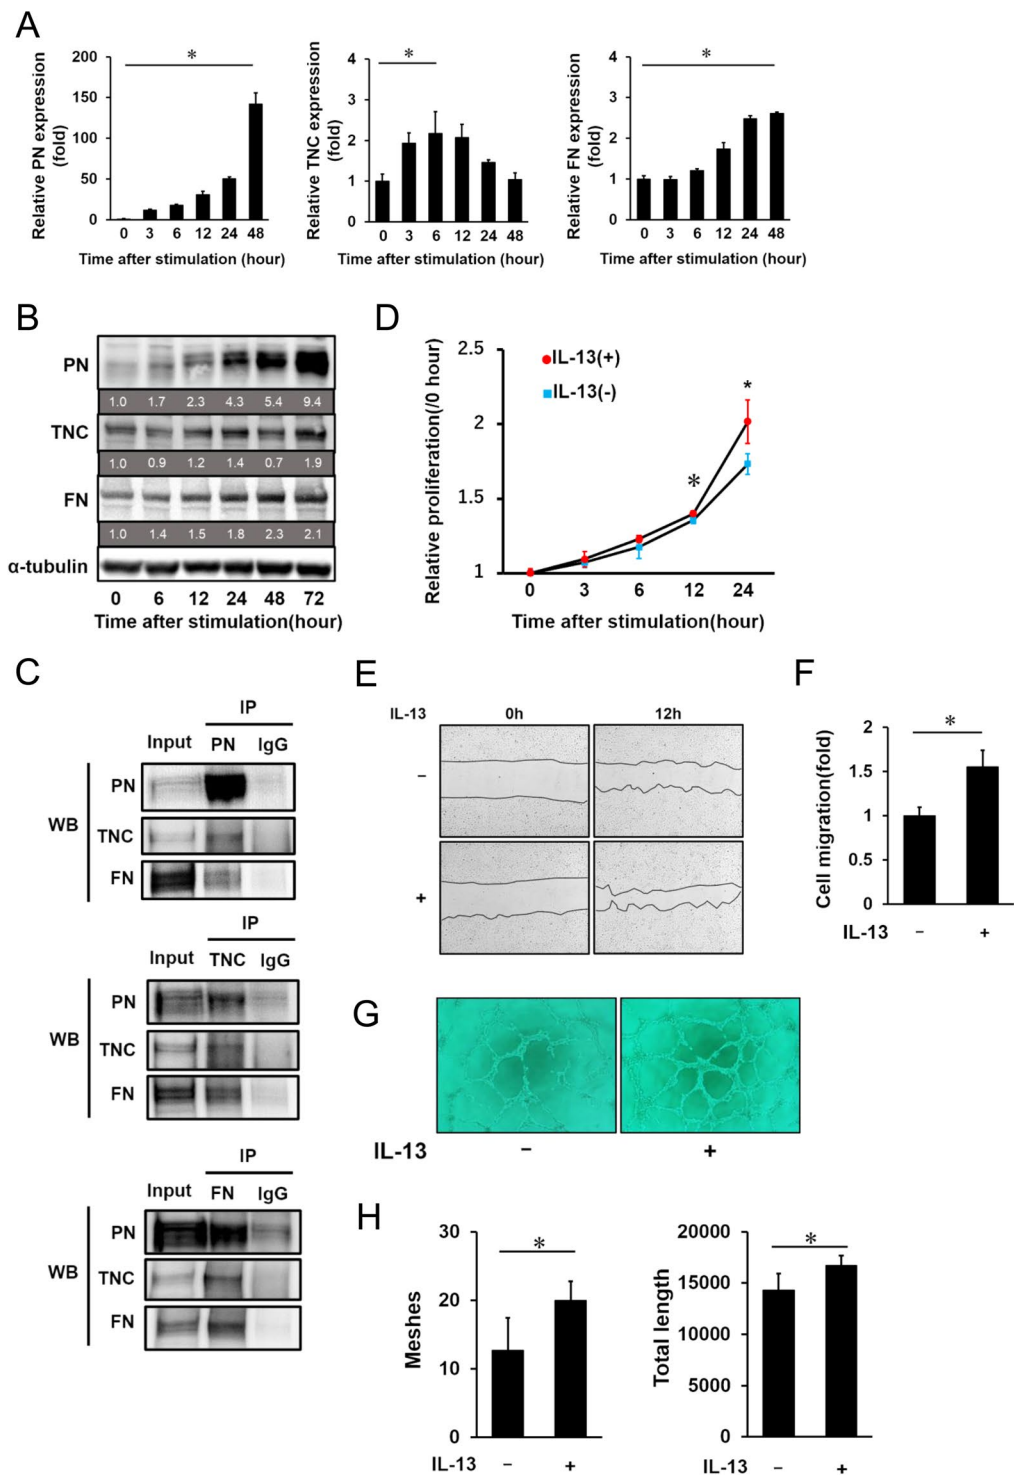 A
Relative PN expression
(fold)
200
150
100
50
0
*
0 3 6 12 24 48
Time after stimulation (hour)
Relative TNC expression
(fold)
4
3
2
1
0
*
0 3 6 12 24 48
Time after stimulation (hour)
Relative FN expression
(fold)
4
3
2
1
0
*
0 3 6 12 24 48
Time after stimulation (hour)
B
PN
1.0 1.7 2.3 4.3 5.4 9.4
TNC
1.0 0.9 1.2 1.4 0.7 1.9
FN
1.0 1.4 1.5 1.8 2.3 2.1
α-tubulin
0 6 12 24 48 72
Time after stimulation(hour)
D
Relative proliferation(/0 hour)
2.5
2
1.5
1
IL-13(+)
IL-13(-)
*
*
0 3 6 12 24
Time after stimulation(hour)
C
IP
Input PN IgG
WB
PN
TNC
FN
IP
Input TNC IgG
WB
PN
TNC
FN
IP
Input FN IgG
WB
PN
TNC
FN
E
IL-13 0h 12h
−
+
F
Cell migration(fold)
2
1.5
1
0.5
0
*
IL-13 − +
G
IL-13 − +
H
Meshes
30
20
10
0
*
IL-13 − +
Total length
20000
15000
10000
5000
0
*
IL-13 − +